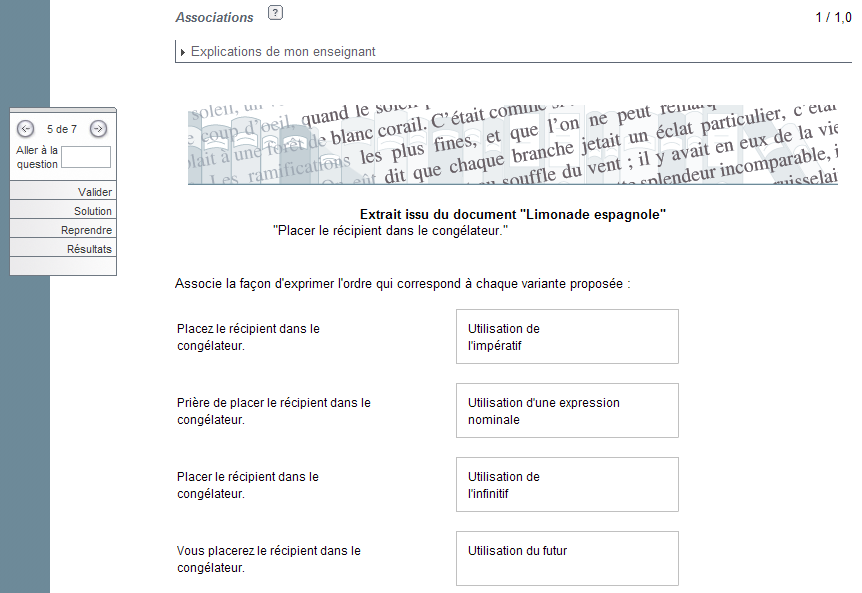 Associations ?
1 / 1,0
Explications de mon enseignant
5 de 7
Aller à la
question
Valider
Solution
Reprendre
Résultats
soleil, un
quand le soleil
coup d'oeil,
de blanc corail. C'était comme si
plait à une forêt
les plus fines, et que l'on ne peut remarq
Les ramifications
dit que chaque branche jetait un éclat particulier, c'étai
souffle du vent ; il y avait en eux de la vie
splendeur incomparable, i
ruisselai
Extrait issu du document "Limonade espagnole"
"Placer le récipient dans le congélateur."
Associe la façon d'exprimer l'ordre qui correspond à chaque variante proposée :
Placez le récipient dans le
congélateur.
Utilisation de
l'impératif
Prière de placer le récipient dans le
congélateur.
Utilisation d'une expression
nominale
Placer le récipient dans le
congélateur.
Utilisation de
l'infinitif
Vous placerez le récipient dans le
congélateur.
Utilisation du futur